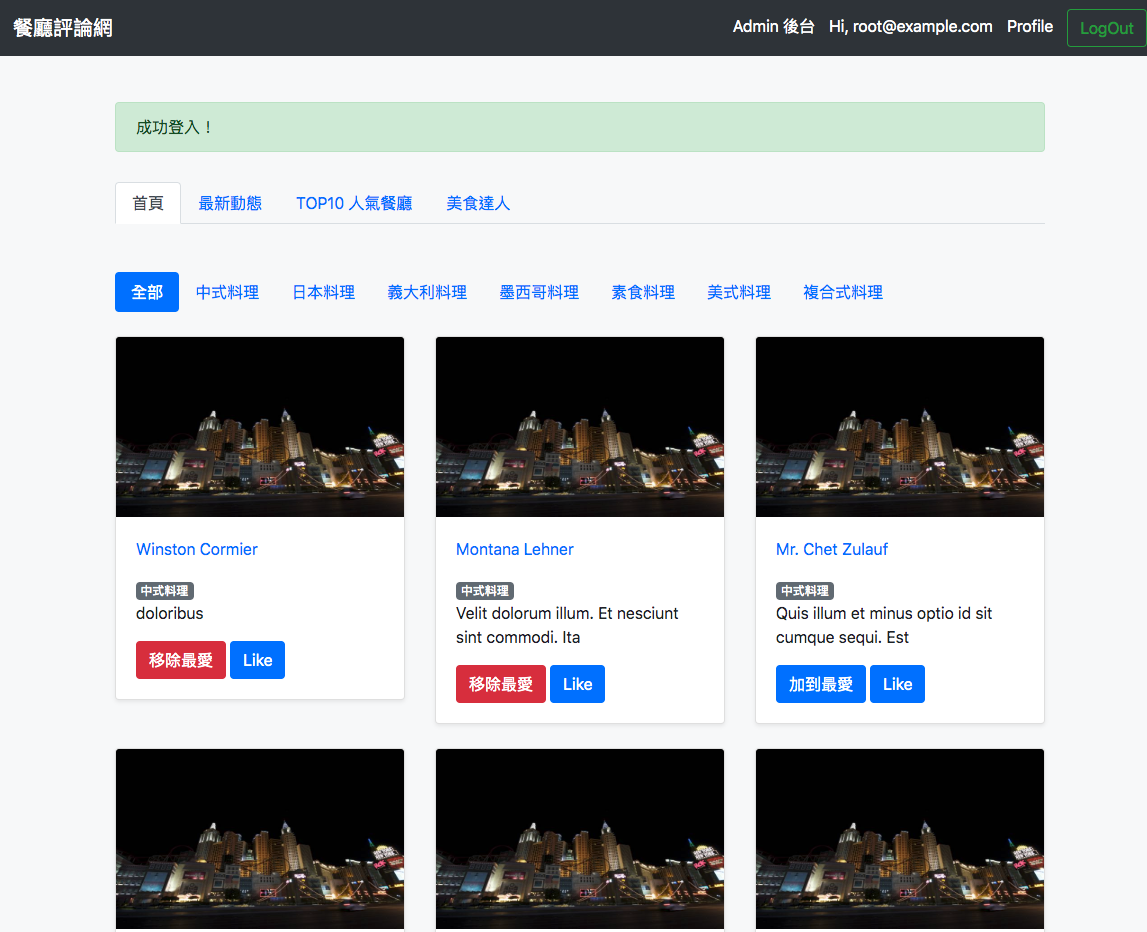 餐廳評論網 Admin 後台 Hi, root@example.com Profile LogOut
成功登入！
首頁 最新動態 TOP10 人氣餐廳 美食達人
全部 中式料理 日本料理 義大利料理 墨西哥料理 素食料理 美式料理 複合式料理
Winston Cormier
中式料理
doloribus
移除最愛 Like
Montana Lehner
中式料理
Velit dolorum illum. Et nesciunt
sint commodi. Ita
移除最愛 Like
Mr. Chet Zulauf
中式料理
Quis illum et minus optio id sit
cumque sequi. Est
加到最愛 Like